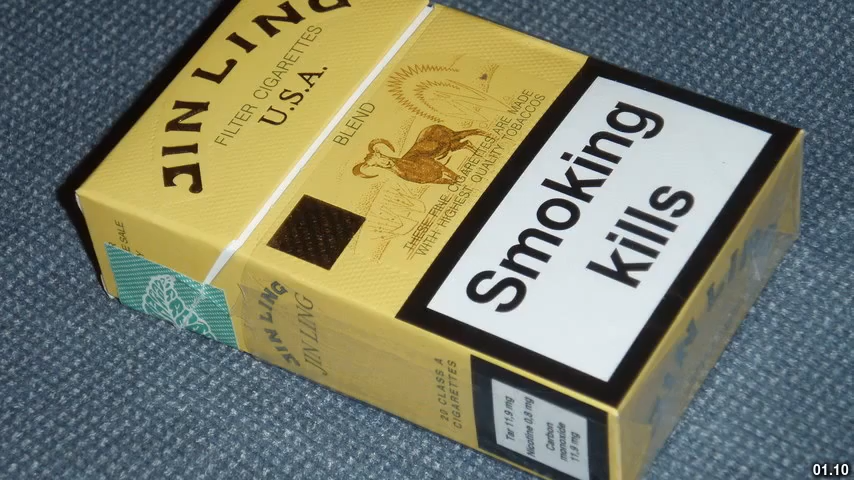 JIN LING
FILTER CIGARETTES
U.S.A.
BLEND
THESE FINE CIGARETTES ARE MADE
WITH HIGHEST QUALITY TOBACCOS
Smoking
kills
JIN LING
JIN LING
20 CLASS A
CIGARETTES
Tar 11,9 mg
Nicotine 0,8 mg
Carbon
monoxide
11,9 mg
JIN LING
01.10